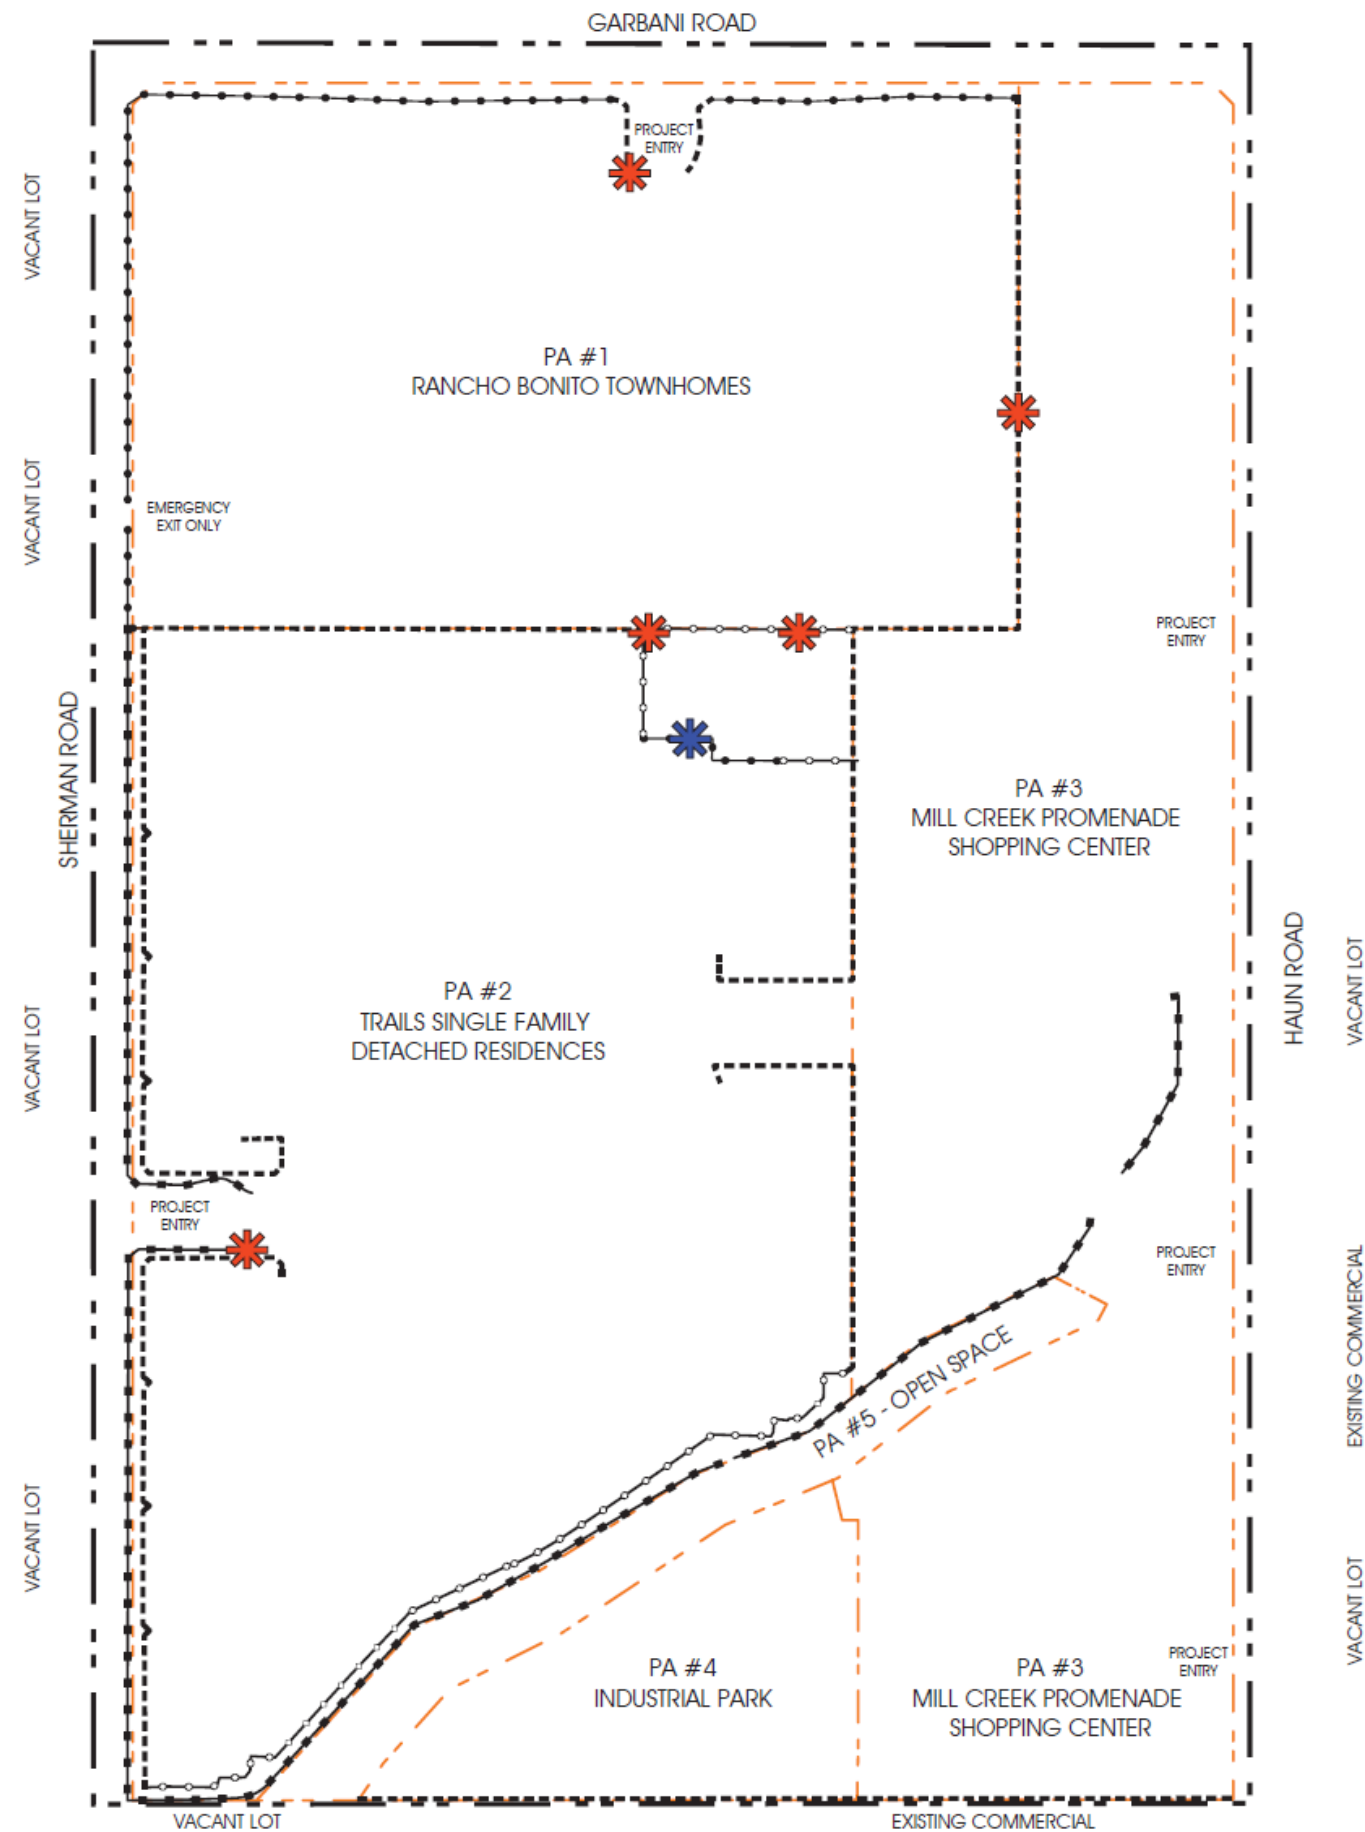 GARBANI ROAD
PROJECT
ENTRY
VACANT LOT
PA #1
RANCHO BONITO TOWNHOMES
VACANT LOT
EMERGENCY
EXIT ONLY
PROJECT
ENTRY
SHERMAN ROAD
PA #3
MILL CREEK PROMENADE
SHOPPING CENTER
HAUN ROAD
VACANT LOT
PA #2
TRAILS SINGLE FAMILY
DETACHED RESIDENCES
VACANT LOT
PROJECT
ENTRY
PROJECT
ENTRY
EXISTING COMMERCIAL
PA #5 - OPEN SPACE
VACANT LOT
VACANT LOT
PA #4
INDUSTRIAL PARK
PA #3
MILL CREEK PROMENADE
SHOPPING CENTER
PROJECT
ENTRY
VACANT LOT
EXISTING COMMERCIAL